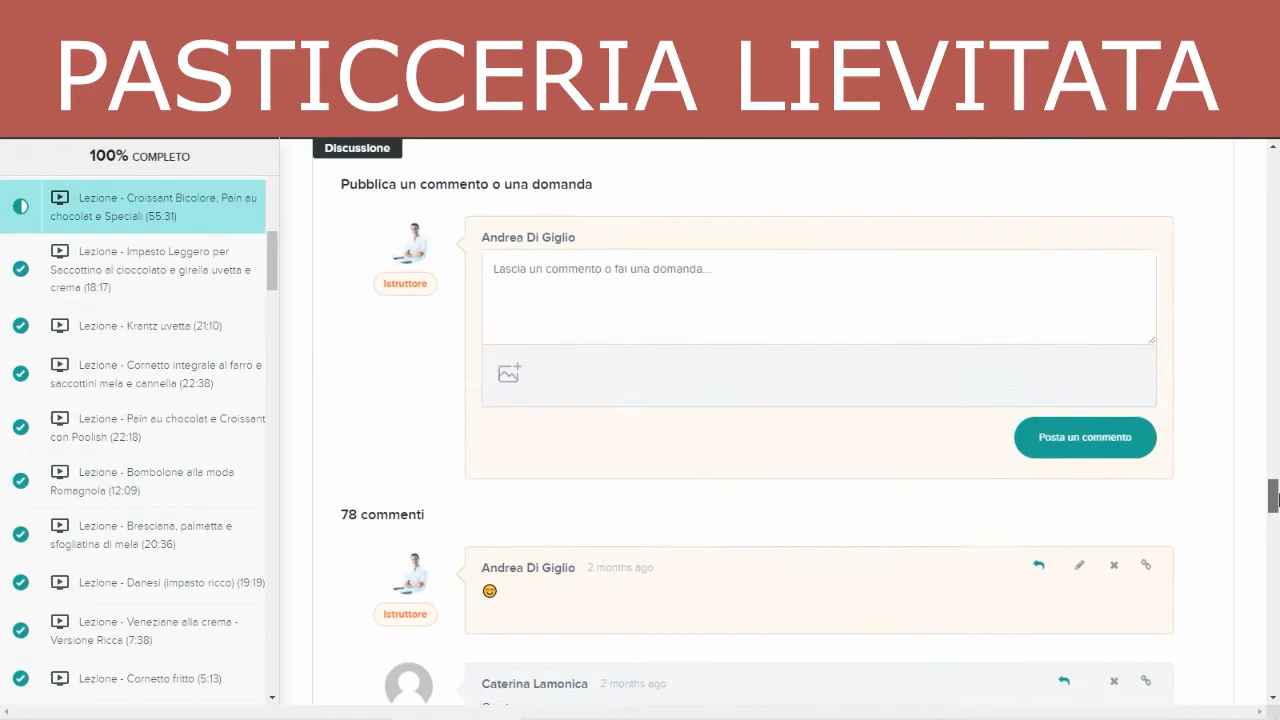 PASTICCERIA LIEVITATA
100% COMPLETO
Lezione - Croissant Bicolore, Pain au
chocolat e Speciali (55:31)
Lezione - Impasto Leggero per
Saccottino al cioccolato e girella uvetta e
crema (18:17)
Lezione - Krantz uvetta (21:10)
Lezione - Cornetto integrale al farro e
saccottini mela e cannella (22:38)
Lezione - Pain au chocolat e Croissant
con Poolish (22:18)
Lezione - Bombolone alla moda
Romagnola (12:09)
Lezione - Bresciana, palmetta e
sfogliatina di mela (20:36)
Lezione - Danesi (impasto ricco) (19:19)
Lezione - Veneziane alla crema -
Versione Ricca (7:38)
Lezione - Cornetto fritto (5:13)
Discussione
Pubblica un commento o una domanda
Andrea Di Giglio
Istruttore
Lascia un commento o fai una domanda...
Posta un commento
78 commenti
Andrea Di Giglio 2 months ago
Istruttore
Caterina Lamonica 2 months ago